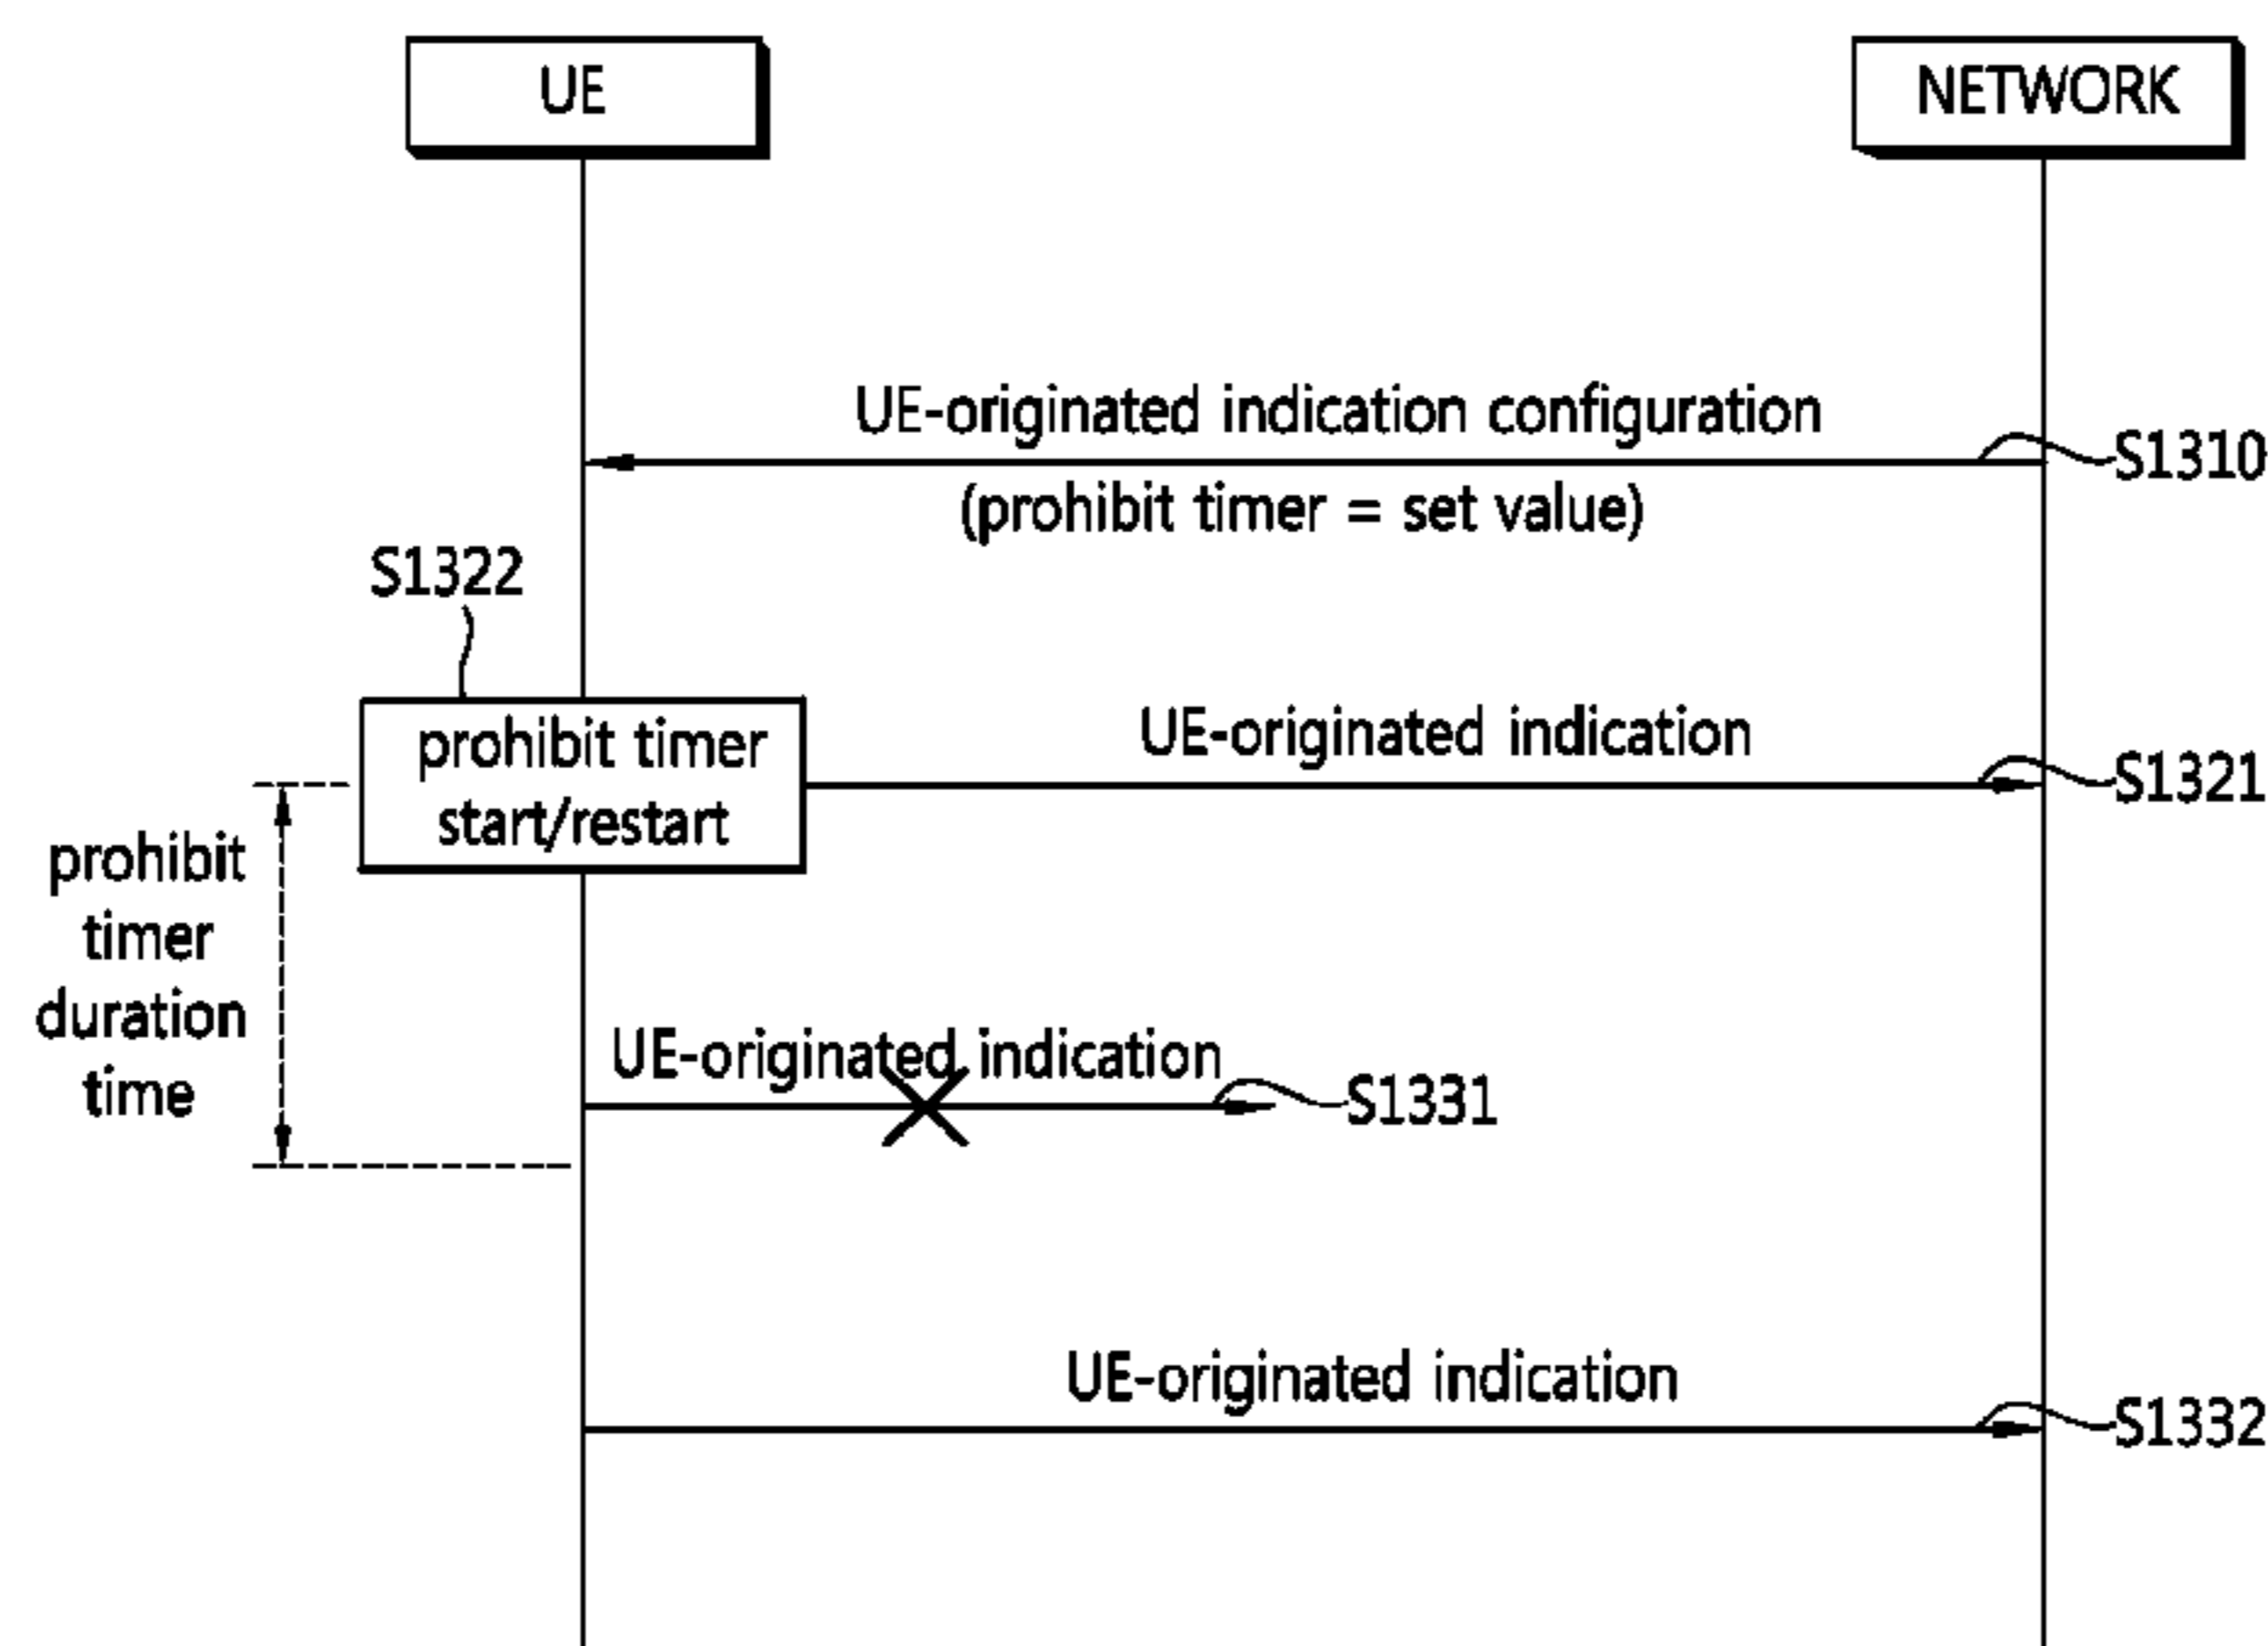 UE
NETWORK
UE-originated indication configuration
S1310
(prohibit timer = set value)
S1322
prohibit timer
start/restart
UE-originated indication
S1321
prohibit
timer
duration
time
UE-originated indication
S1331
UE-originated indication
S1332